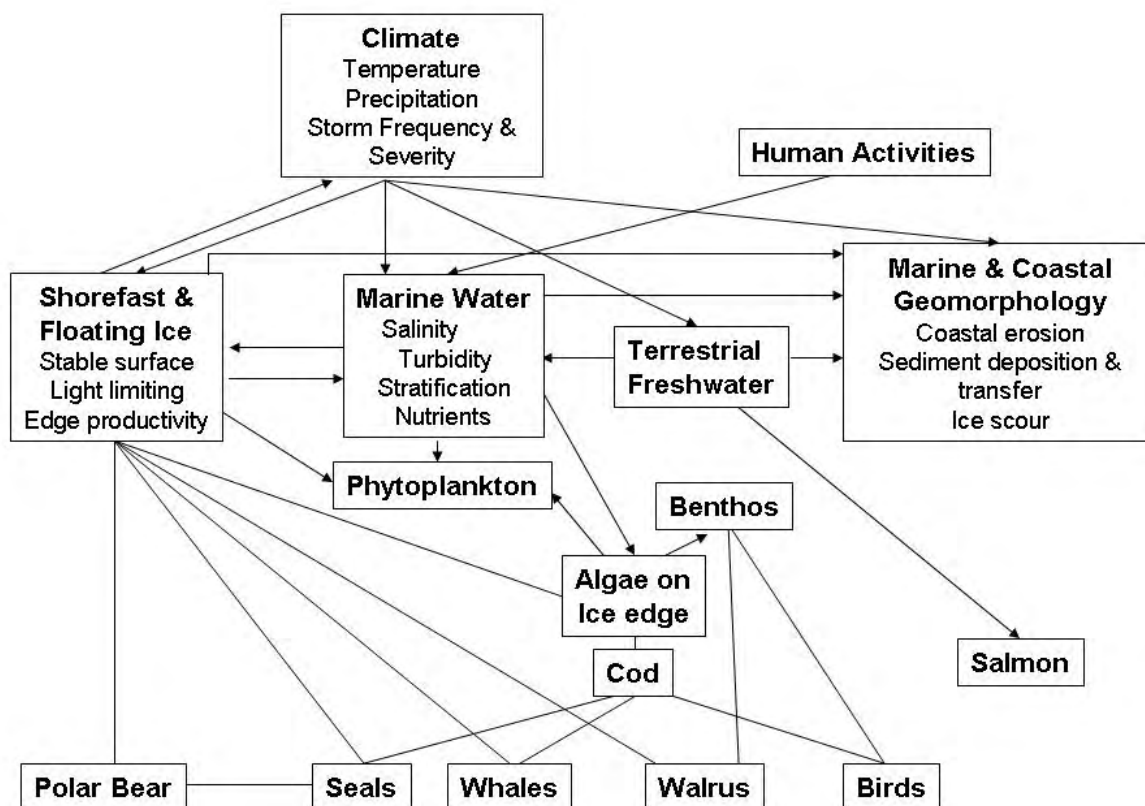 Climate
Temperature
Precipitation
Storm Frequency &
Severity
Human Activities
Shorefast &
Floating Ice
Stable surface
Light limiting
Edge productivity
Marine Water
Salinity
Turbidity
Stratification
Nutrients
Terrestrial
Freshwater
Marine & Coastal
Geomorphology
Coastal erosion
Sediment deposition &
transfer
Ice scour
Phytoplankton
Benthos
Algae on
Ice edge
Cod
Salmon
Polar Bear
Seals
Whales
Walrus
Birds